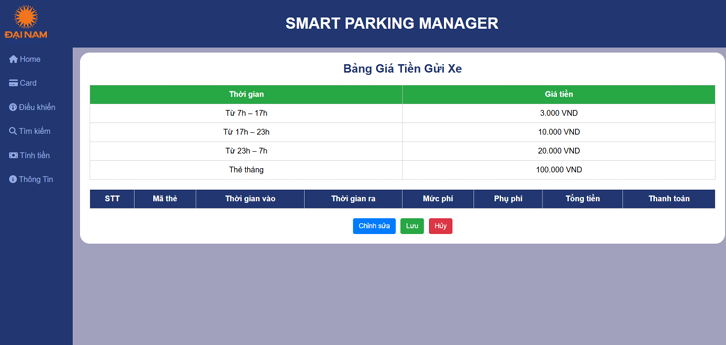 ĐẠI NAM
SMART PARKING MANAGER
Home
Card
Điều khiển
Tìm kiếm
Tính tiền
Thông Tin
Bảng Giá Tiền Gửi Xe
Thời gian Giá tiền
Từ 7h – 17h 3.000 VND
Từ 17h – 23h 10.000 VND
Từ 23h – 7h 20.000 VND
Thẻ tháng 100.000 VND
STT Mã thẻ Thời gian vào Thời gian ra Mức phí Phụ phí Tổng tiền Thanh toán
Chỉnh sửa Lưu Hủy